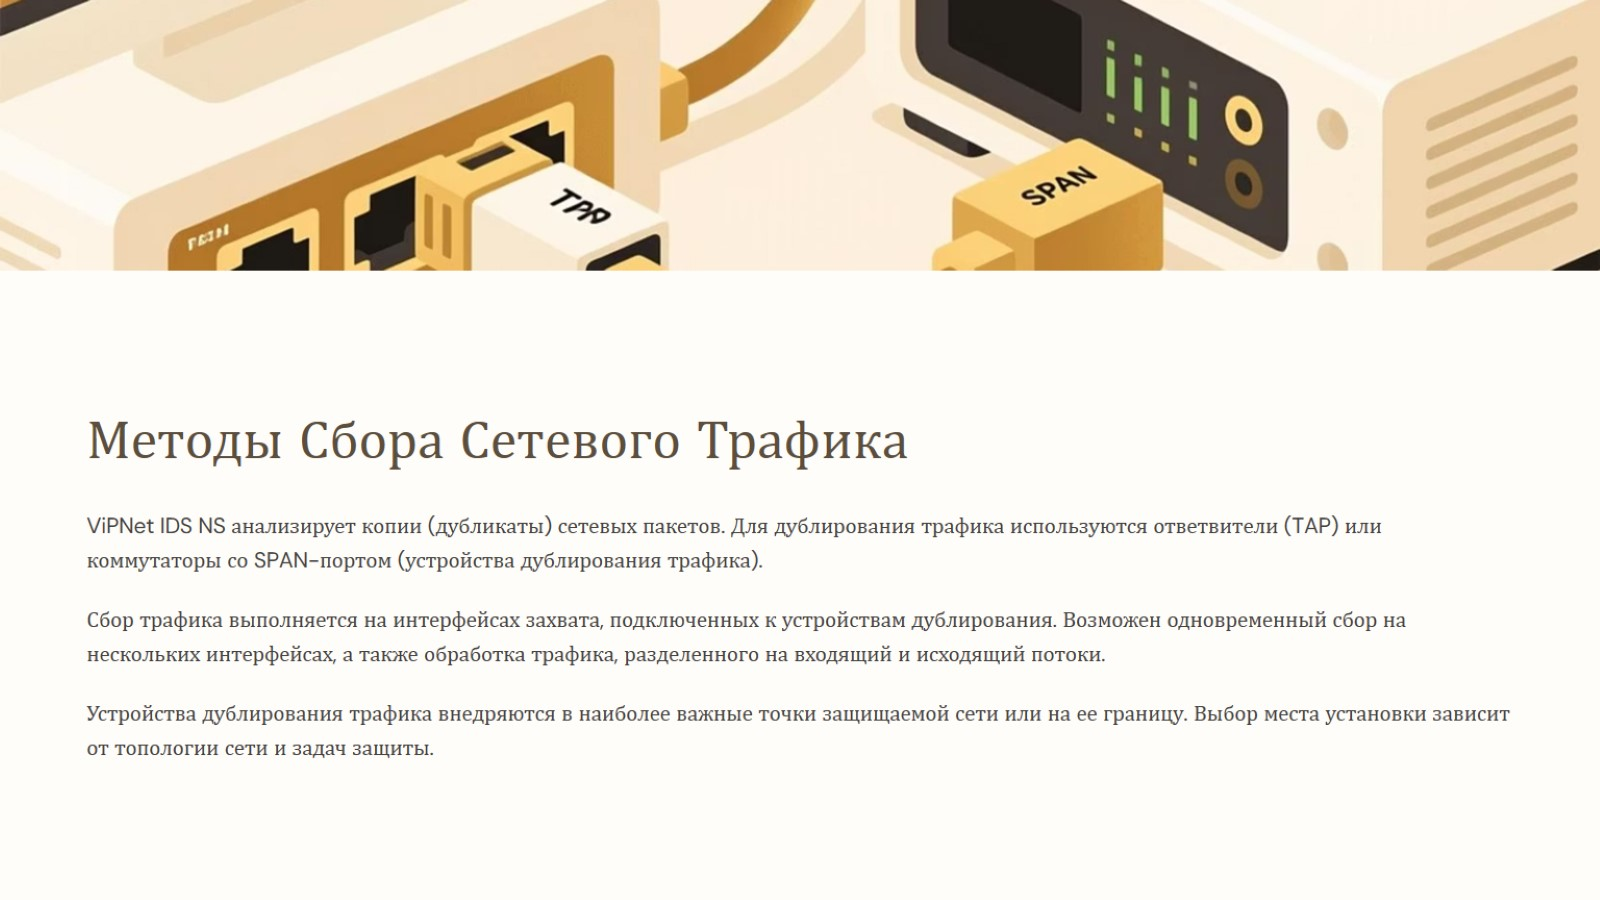 SPAN
Методы Сбора Сетевого Трафика
ViPNet IDS NS анализирует копии (дубликаты) сетевых пакетов. Для дублирования трафика используются ответвители (TAP) или
коммутаторы со SPAN-портом (устройства дублирования трафика).
Сбор трафика выполняется на интерфейсах захвата, подключенных к устройствам дублирования. Возможен одновременный сбор на
нескольких интерфейсах, а также обработка трафика, разделенного на входящий и исходящий потоки.
Устройства дублирования трафика внедряются в наиболее важные точки защищаемой сети или на ее границу. Выбор места установки зависит
от топологии сети и задач защиты.